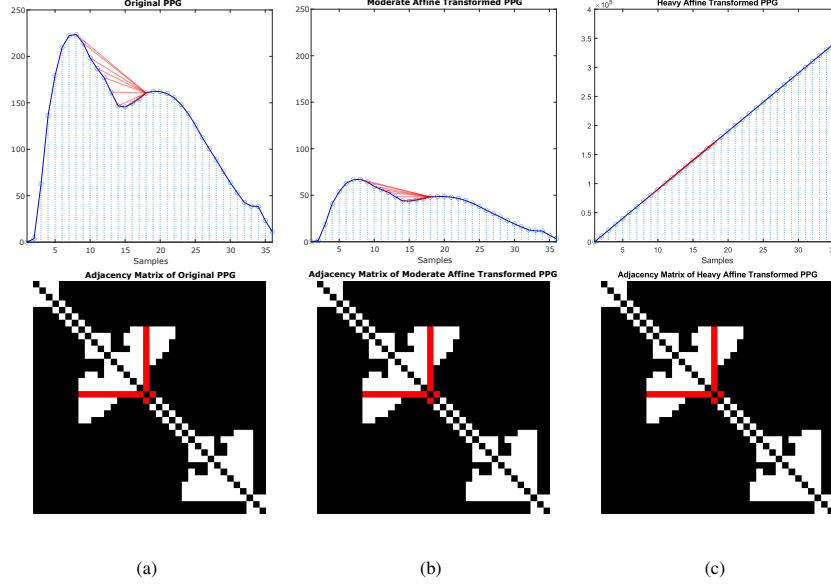 Original PPG
250
200
150
100
50
0
5 10 15 20 25 30 35
Samples
Moderate Affine Transformed PPG
250
200
150
100
50
0
5 10 15 20 25 30 35
Samples
Heavy Affine Transformed PPG
×10⁵
4
3.5
3
2.5
2
1.5
1
0.5
0
5 10 15 20 25 30 35
Samples
Adjacency Matrix of Original PPG
Adjacency Matrix of Moderate Affine Transformed PPG
Adjacency Matrix of Heavy Affine Transformed PPG
(a)
(b)
(c)